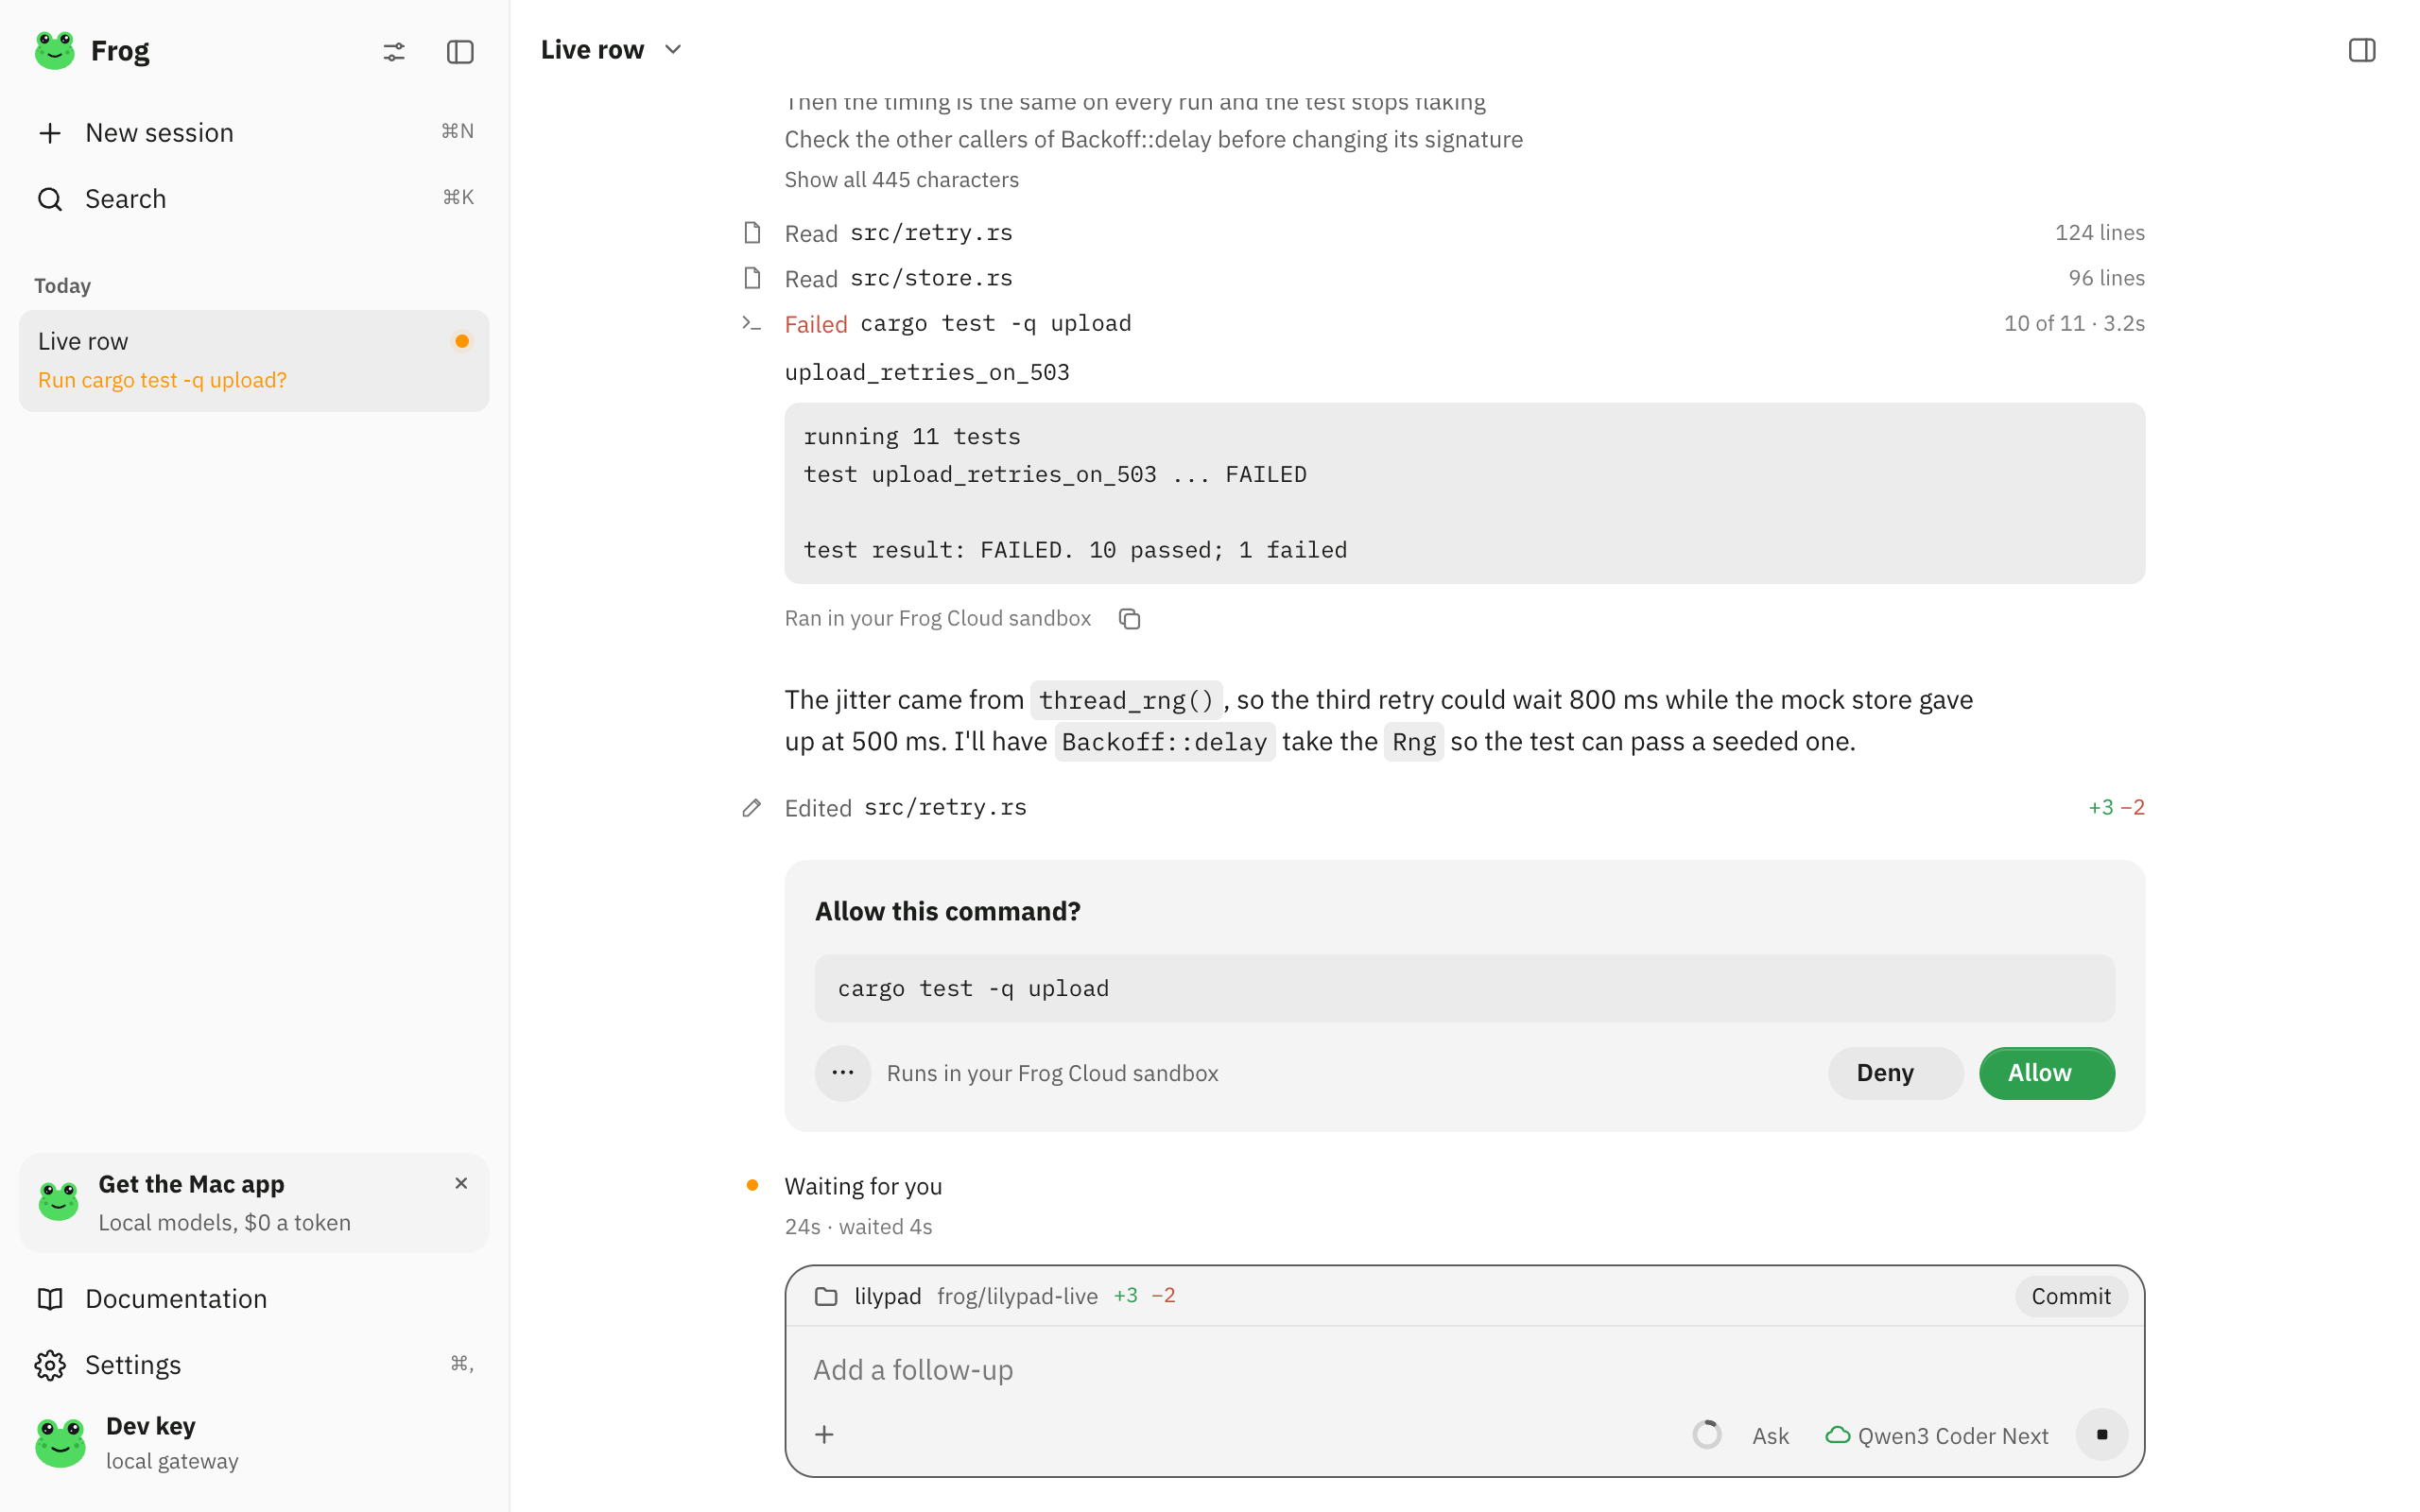 Frog
New session ⌘N
Search ⌘K
Today
Live row
Run cargo test -q upload?
Get the Mac app
Local models, $0 a token
Documentation
Settings ⌘,
Dev key
local gateway
Live row
Then the timing is the same on every run and the test stops flaking
Check the other callers of Backoff::delay before changing its signature
Show all 445 characters
Read src/retry.rs 124 lines
Read src/store.rs 96 lines
Failed cargo test -q upload 10 of 11 · 3.2s
upload_retries_on_503
running 11 tests
test upload_retries_on_503 ... FAILED
test result: FAILED. 10 passed; 1 failed
Ran in your Frog Cloud sandbox
The jitter came from thread_rng(), so the third retry could wait 800 ms while the mock store gave
up at 500 ms. I'll have Backoff::delay take the Rng so the test can pass a seeded one.
Edited src/retry.rs +3 −2
Allow this command?
cargo test -q upload
Runs in your Frog Cloud sandbox Deny Allow
Waiting for you
24s · waited 4s
lilypad frog/lilypad-live +3 −2 Commit
Add a follow-up
Ask Qwen3 Coder Next